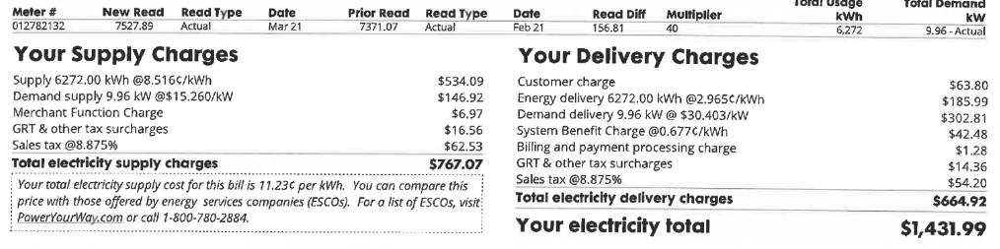 Meter # New Read Read Type Date Prior Read Read Type Date Read Diff Multiplier Total Usage kWh Total Demand kW
012782132 7527.89 Actual Mar 21 7371.07 Actual Feb 21 156.81 40 6,272 9.96 - Actual
Your Supply Charges
Supply 6272.00 kWh @8.516¢/kWh $534.09
Demand supply 9.96 kW @$15.260/kW $146.92
Merchant Function Charge $6.97
GRT & other tax surcharges $16.56
Sales tax @8.875% $62.53
Total electricity supply charges $767.07
Your total electricity supply cost for this bill is 11.23¢ per kWh. You can compare this
price with those offered by energy services companies (ESCOs). For a list of ESCOs, visit
PowerYourWay.com or call 1-800-780-2884.
Your Delivery Charges
Customer charge $63.80
Energy delivery 6272.00 kWh @2.965¢/kWh $185.99
Demand delivery 9.96 kW @ $30.403/kW $302.81
System Benefit Charge @0.677¢/kWh $42.48
Billing and payment processing charge $1.28
GRT & other tax surcharges $14.36
Sales tax @8.875% $54.20
Total electricity delivery charges $664.92
Your electricity total $1,431.99